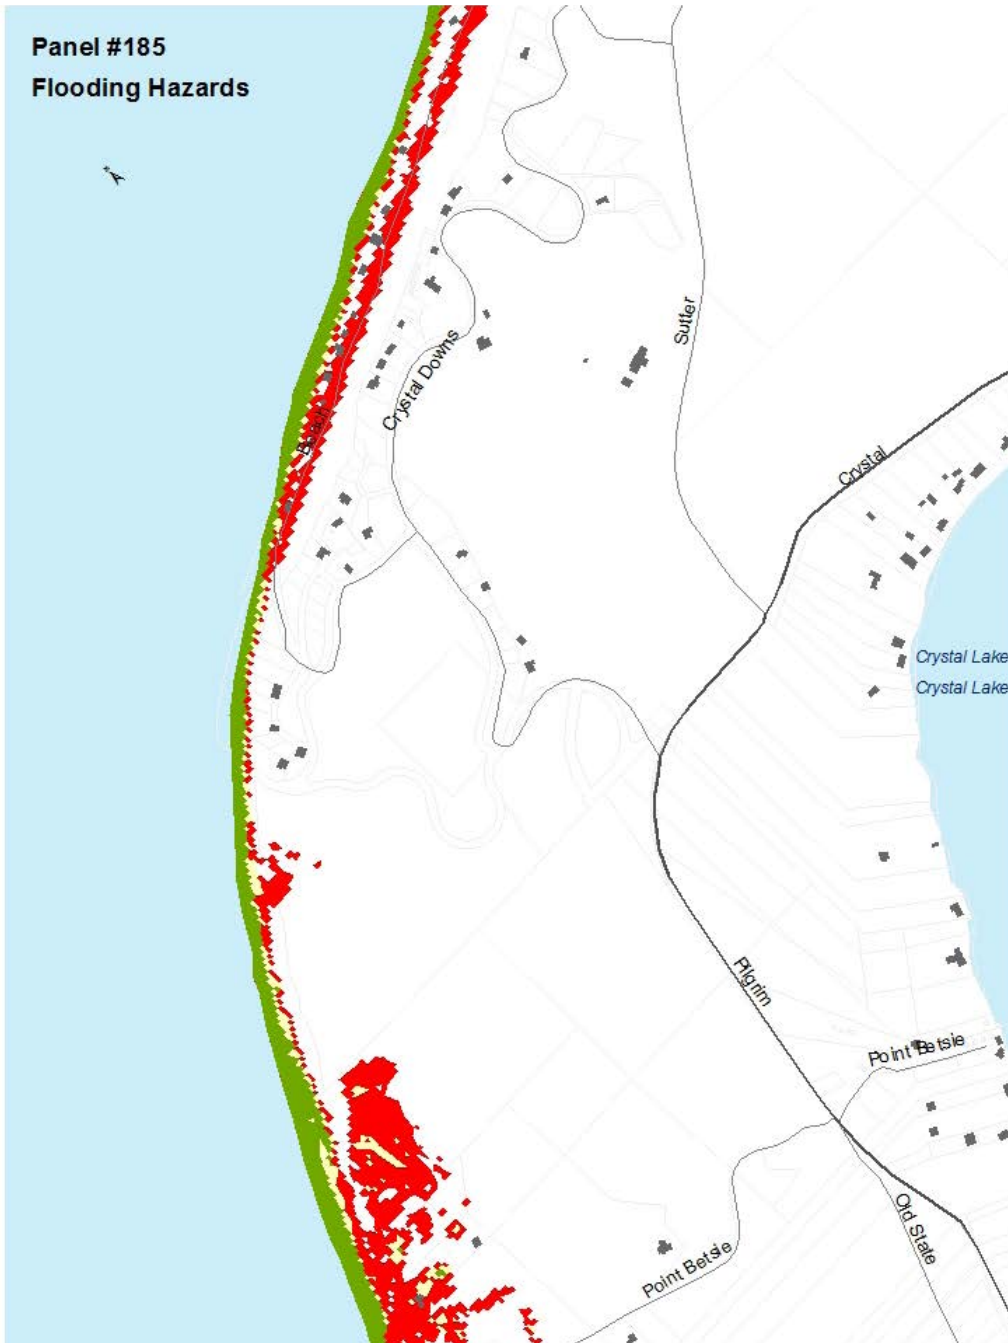 Panel #185
Flooding Hazards
Sutter
Crystal Downs
Beach
Crystal
Crystal Lake
Crystal Lake
Pilgrim
Point Betsie
Old State
Point Betsie